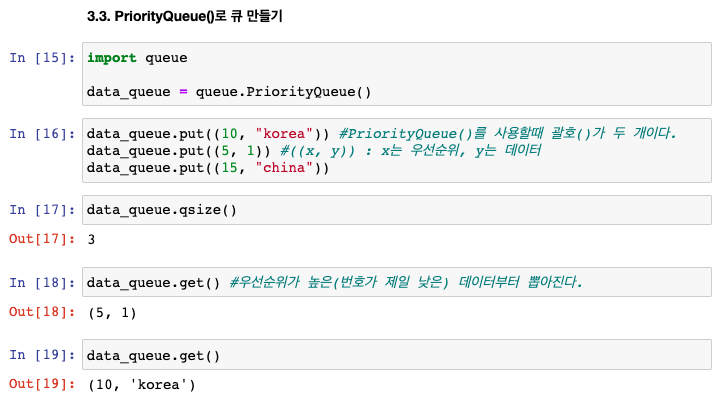 3.3. PriorityQueue()로 큐 만들기
In [15]: import queue
data_queue = queue.PriorityQueue()
In [16]: data_queue.put((10, "korea")) #PriorityQueue()를 사용할때 괄호()가 두 개이다.
data_queue.put((5, 1)) #((x, y)) : x는 우선순위, y는 데이터
data_queue.put((15, "china"))
In [17]: data_queue.qsize()
Out[17]: 3
In [18]: data_queue.get() #우선순위가 높은(번호가 제일 낮은) 데이터부터 뽑아진다.
Out[18]: (5, 1)
In [19]: data_queue.get()
Out[19]: (10, 'korea')